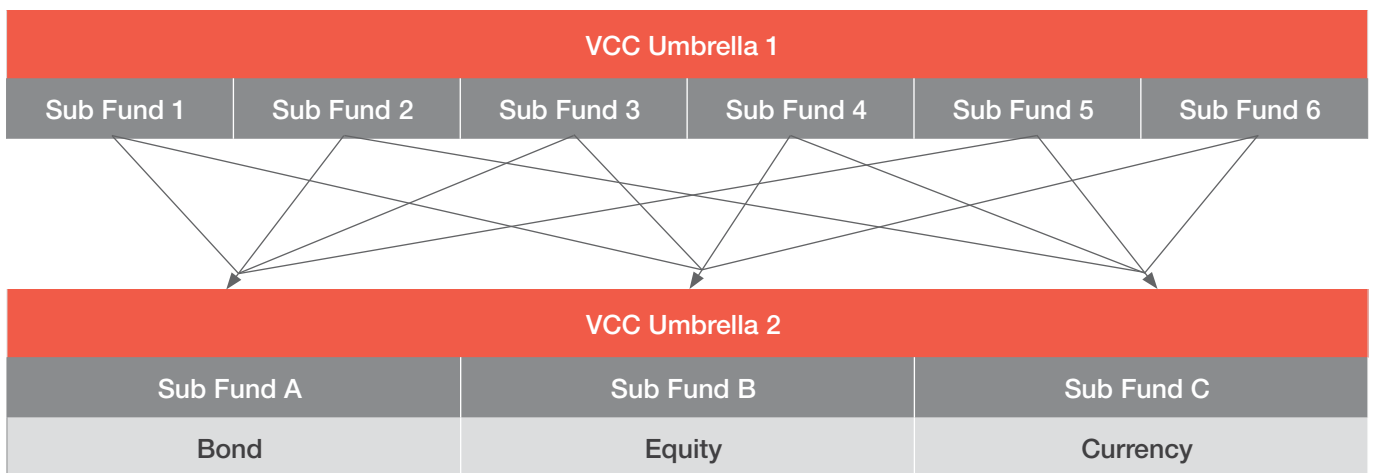 VCC Umbrella 1
Sub Fund 1 Sub Fund 2 Sub Fund 3 Sub Fund 4 Sub Fund 5 Sub Fund 6
VCC Umbrella 2
Sub Fund A Sub Fund B Sub Fund C
Bond Equity Currency